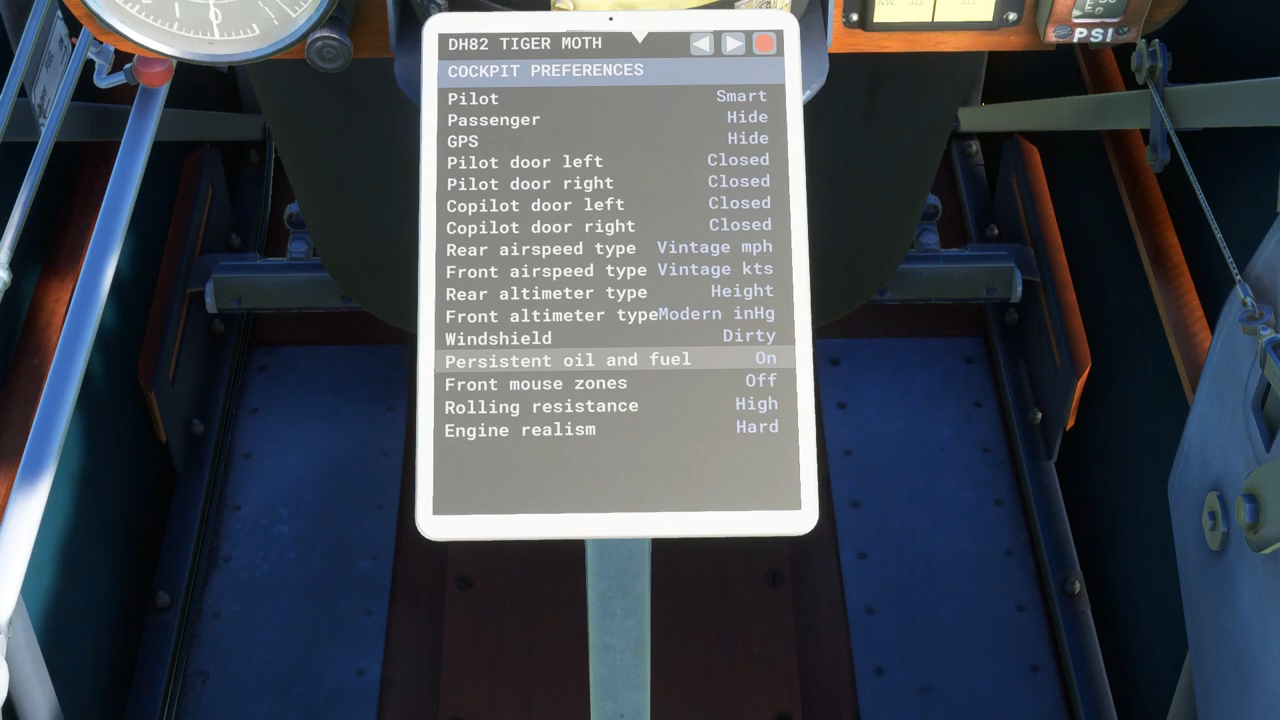 DH82 TIGER MOTH
COCKPIT PREFERENCES
Pilot Smart
Passenger Hide
GPS Hide
Pilot door left Closed
Pilot door right Closed
Copilot door left Closed
Copilot door right Closed
Rear airspeed type Vintage mph
Front airspeed type Vintage kts
Rear altimeter type Height
Front altimeter type Modern inHg
Windshield Dirty
Persistent oil and fuel On
Front mouse zones Off
Rolling resistance High
Engine realism Hard
PSI